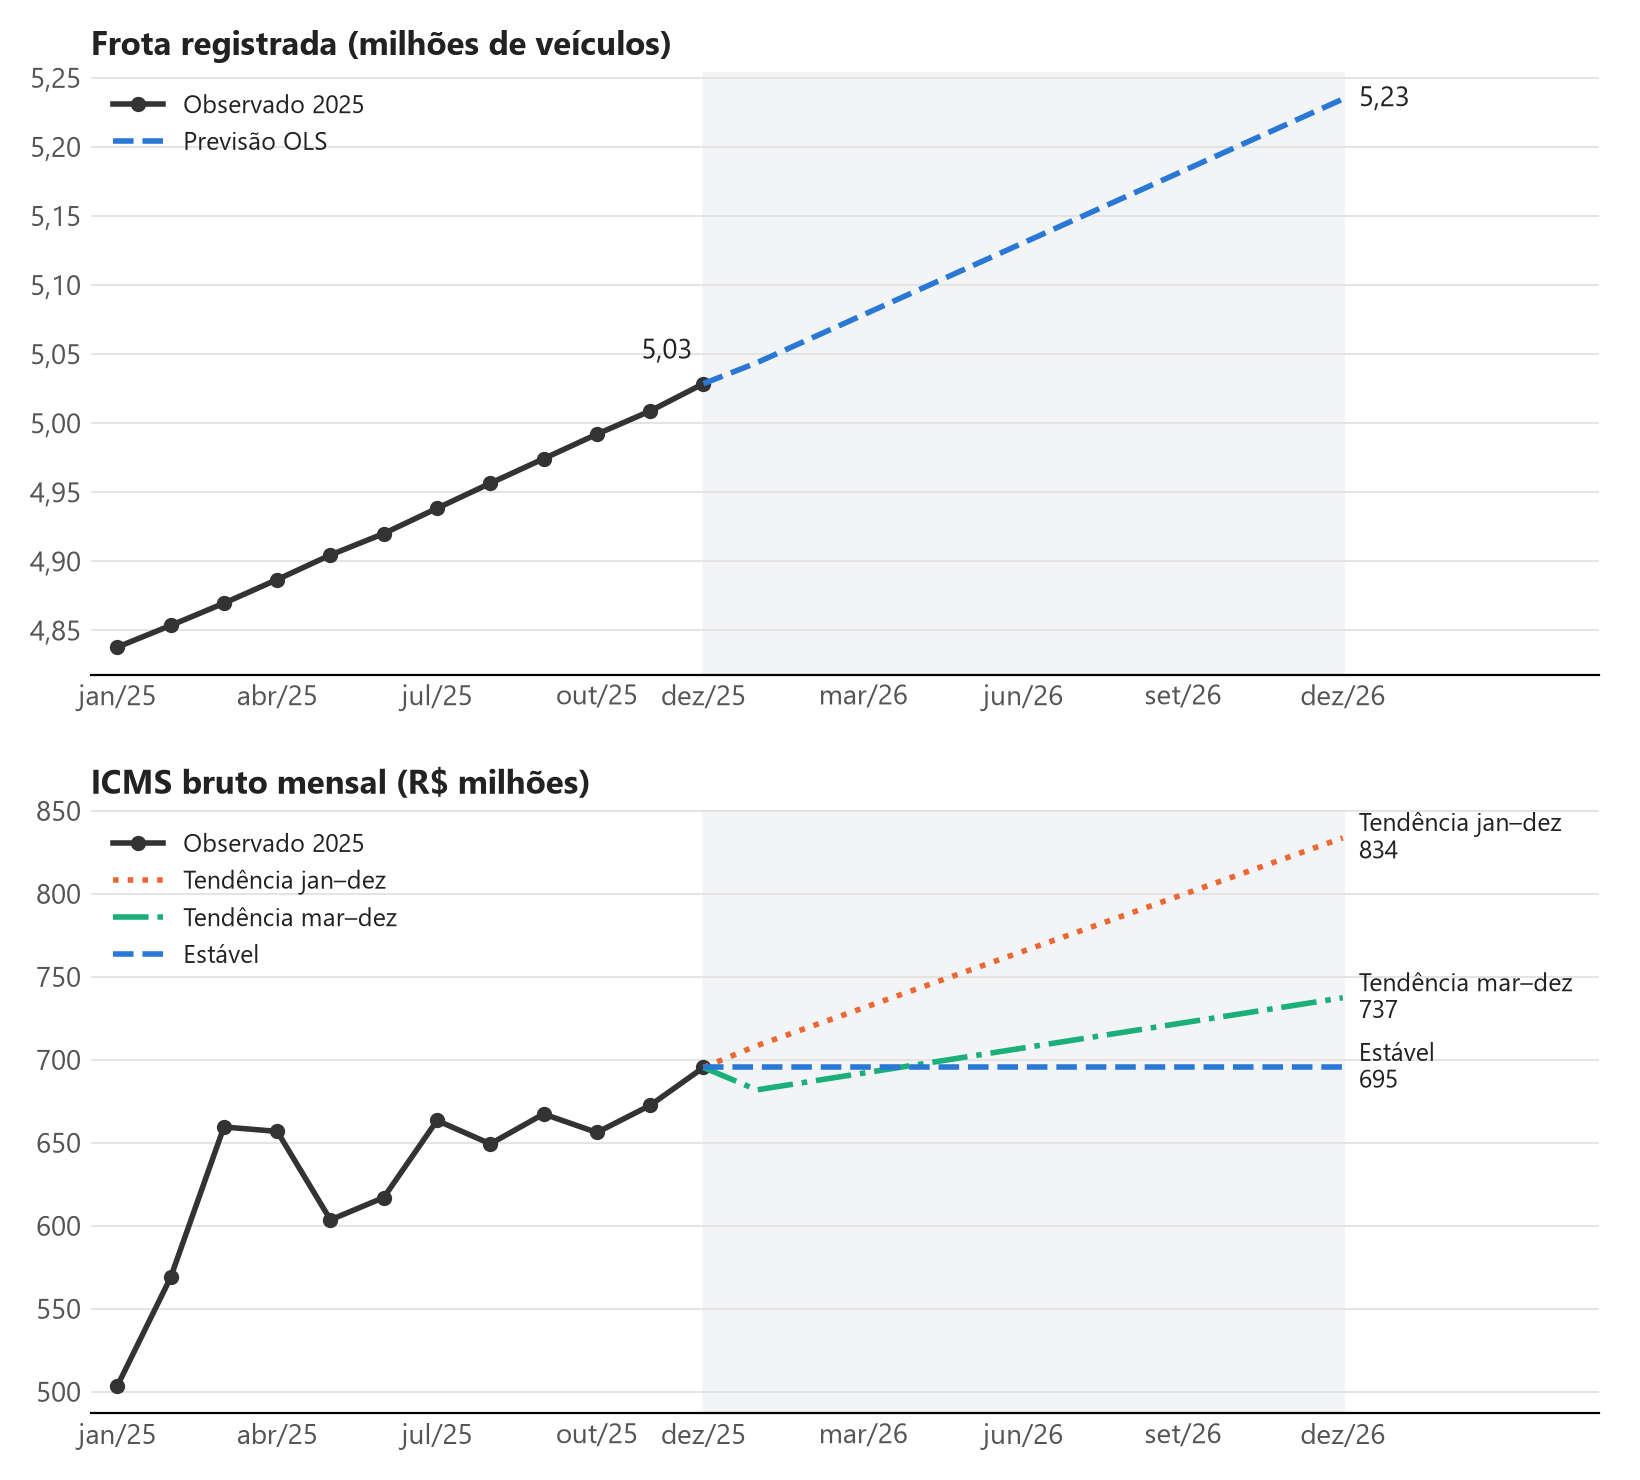 Frota registrada (milhões de veículos)
5,25
Observado 2025
5,23
Previsão OLS
5,20
5,15
5,10
5,05
5,03
5,00
4,95
4,90
4,85
jan/25 abr/25 jul/25 out/25 dez/25 mar/26 jun/26 set/26 dez/26
ICMS bruto mensal (R$ milhões)
850
Observado 2025
Tendência jan–dez
834
Tendência jan–dez
800
Tendência mar–dez
Estável
750
Tendência mar–dez
737
700
Estável
695
650
600
550
500
jan/25 abr/25 jul/25 out/25 dez/25 mar/26 jun/26 set/26 dez/26